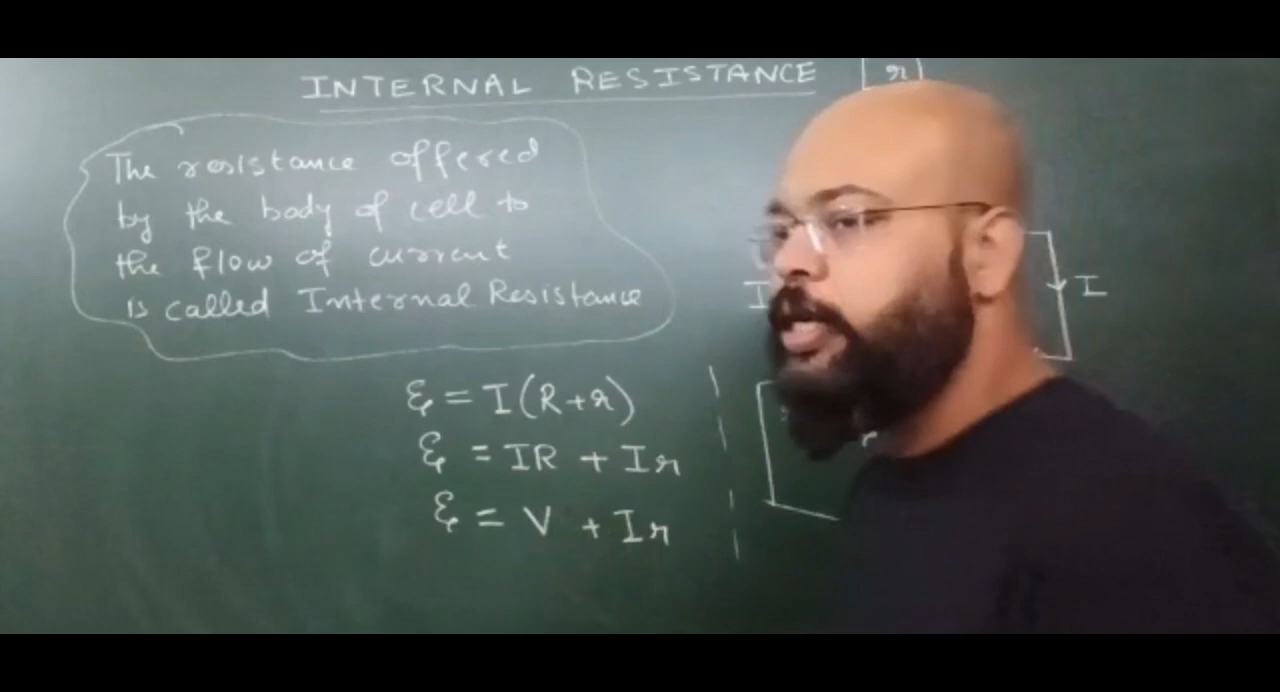 INTERNAL RESISTANCE r
The resistance offered
by the body of cell to
the flow of current
is called Internal Resistance
I
I
ℰ = I(R+r)
ℰ = IR + Ir
ℰ = V + Ir
r